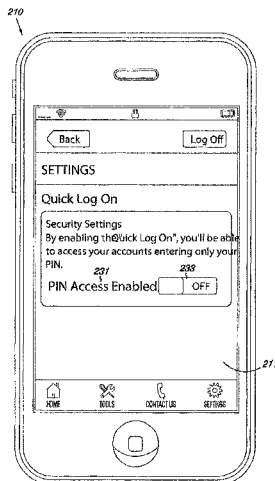 210
Back Log Off
SETTINGS
Quick Log On
Security Settings
By enabling the"Quick Log On", you'll be able
to access your accounts entering only your
PIN.
231 233
PIN Access Enabled OFF
211
HOME TOOLS CONTACT US SETTINGS